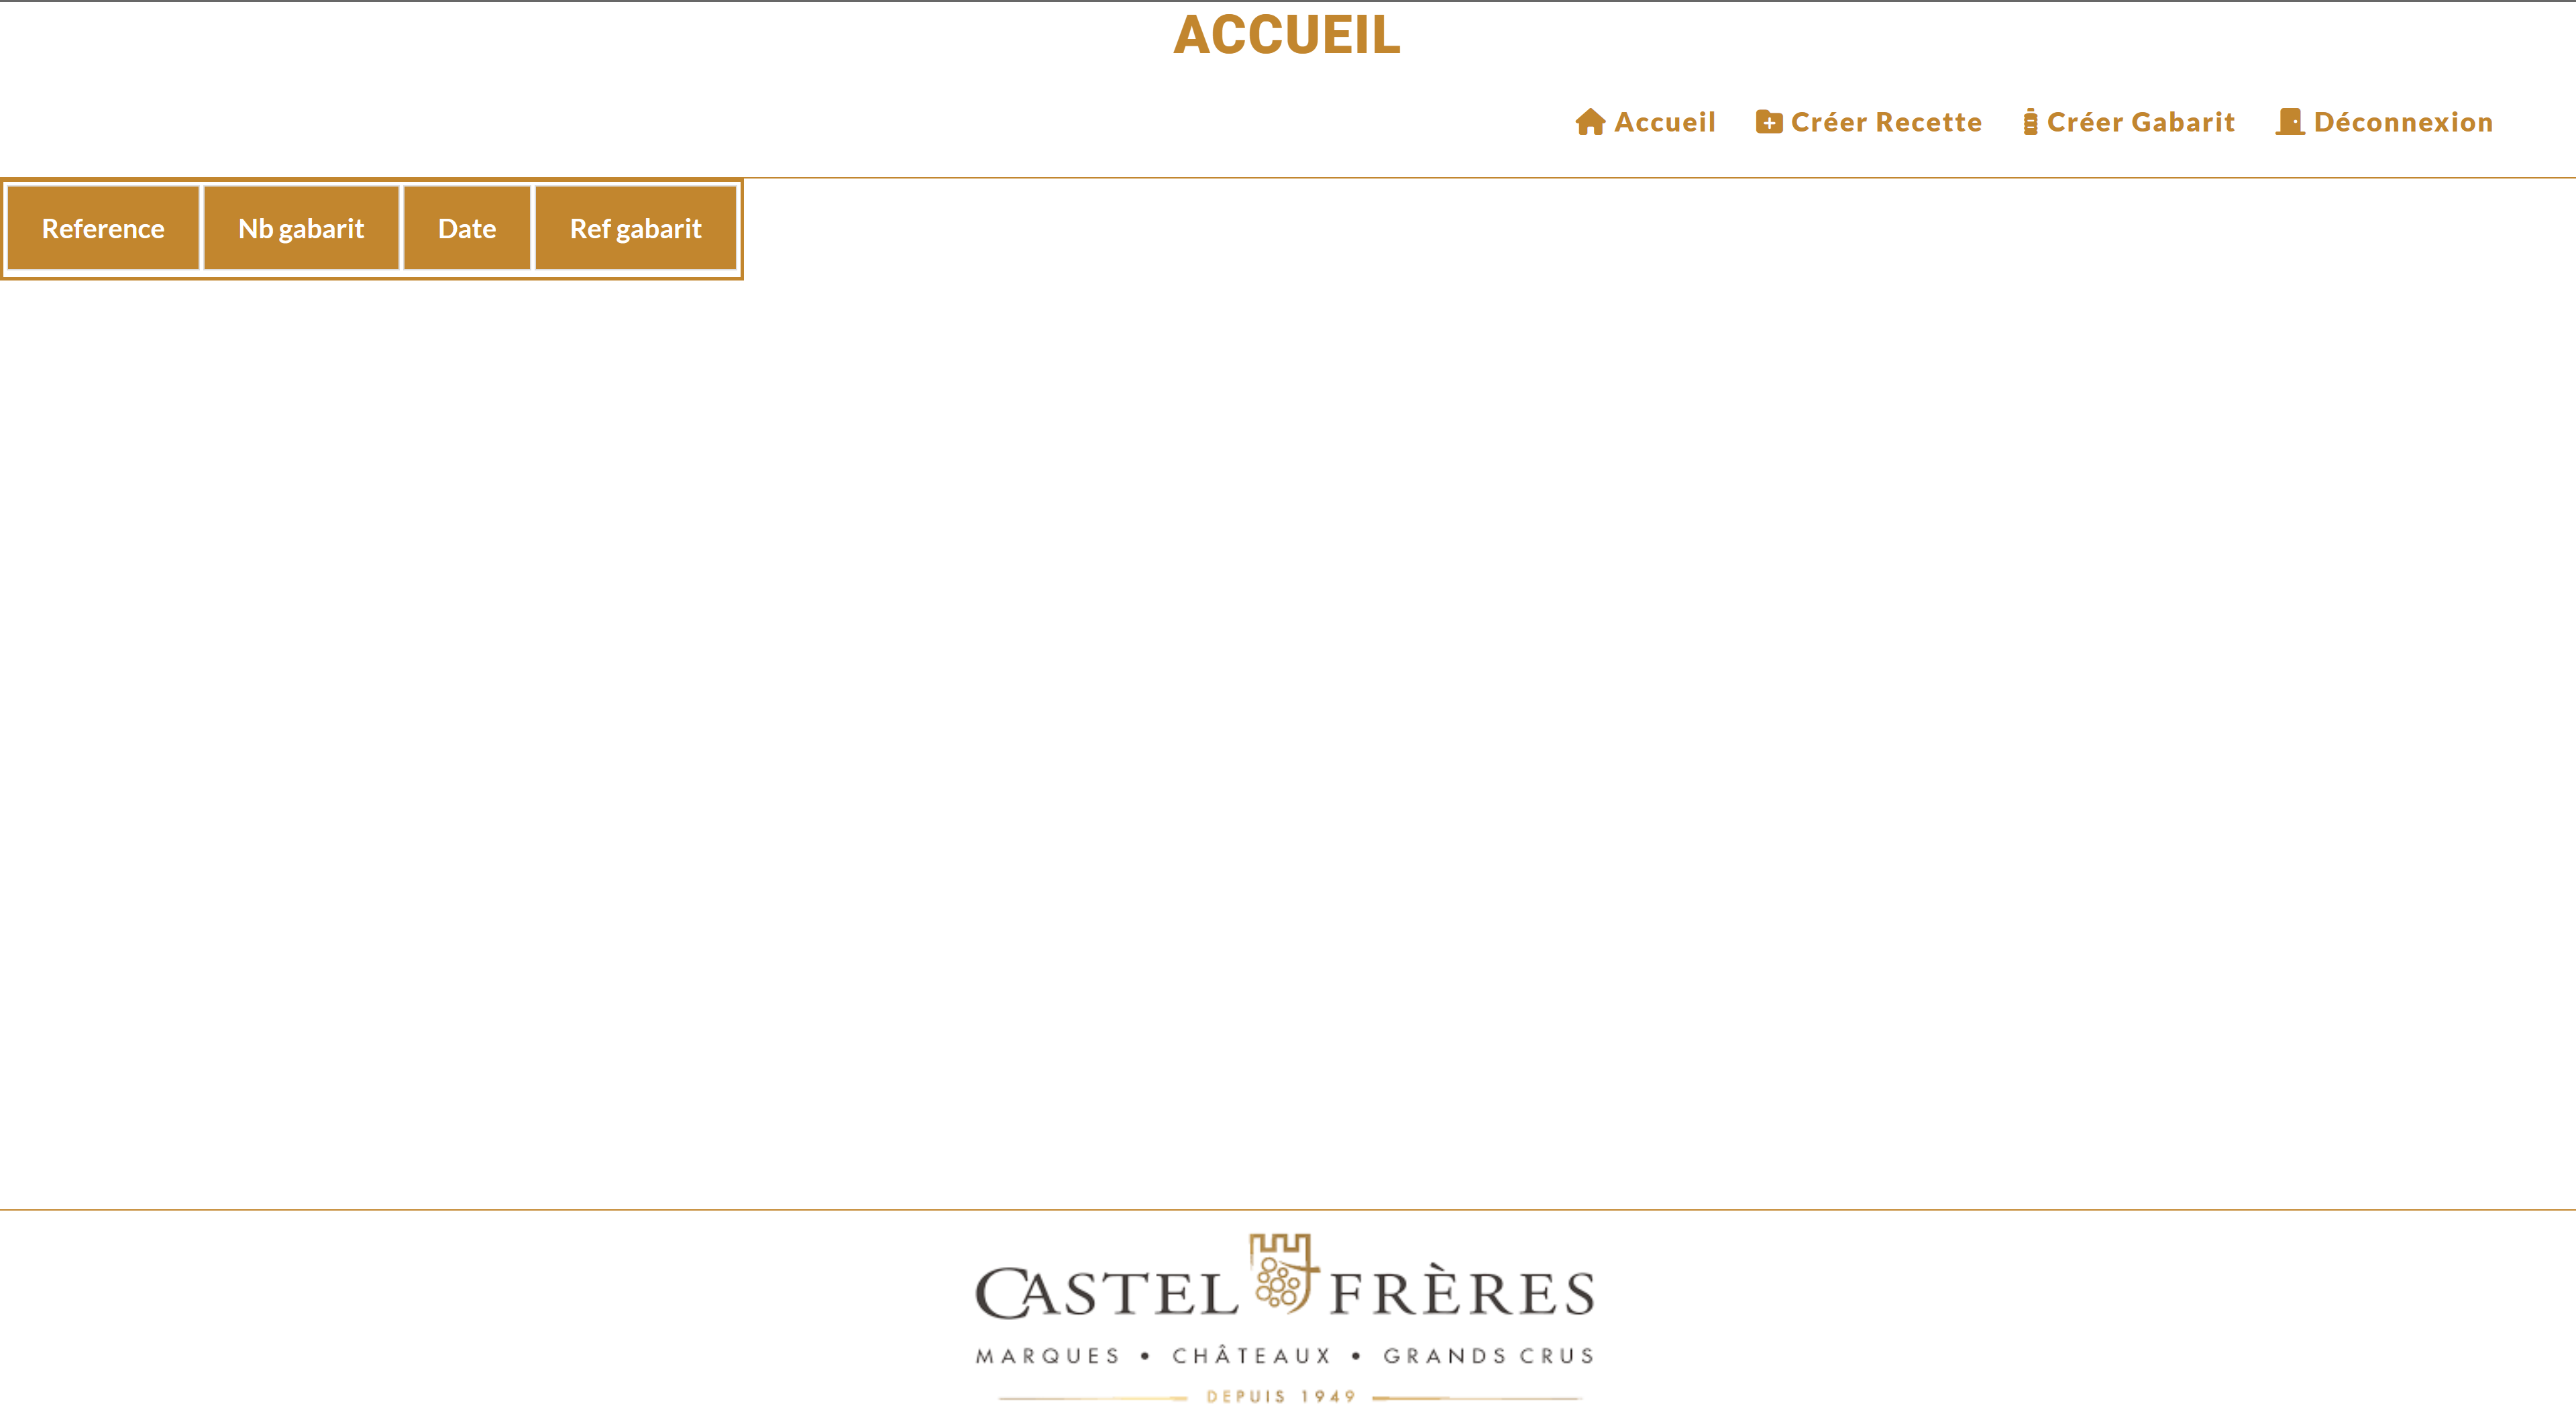 ACCUEIL
Accueil Créer Recette Créer Gabarit Déconnexion
Reference Nb gabarit Date Ref gabarit
CASTEL FRÈRES
MARQUES • CHÂTEAUX • GRANDS CRUS
DEPUIS 1949